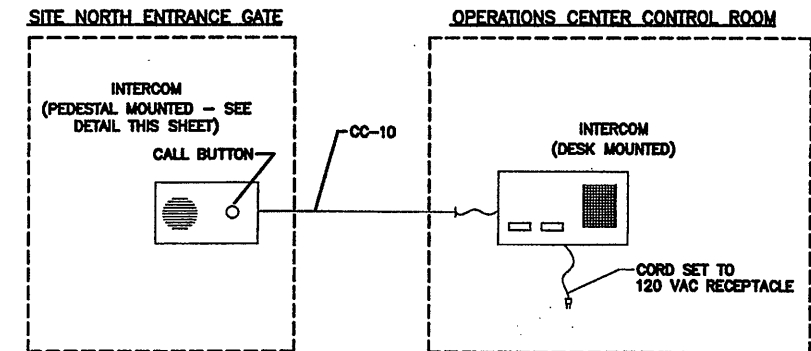 SITE NORTH ENTRANCE GATE
OPERATIONS CENTER CONTROL ROOM
INTERCOM
(PEDESTAL MOUNTED – SEE
DETAIL THIS SHEET)
CALL BUTTON
CC-10
INTERCOM
(DESK MOUNTED)
CORD SET TO
120 VAC RECEPTACLE